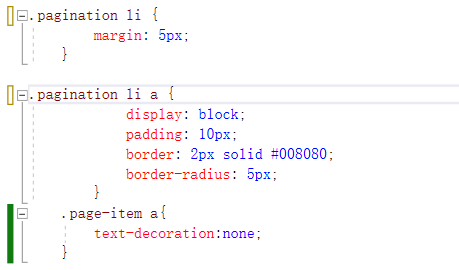 .pagination li {
margin: 5px;
}
.pagination li a {
display: block;
padding: 10px;
border: 2px solid #008080;
border-radius: 5px;
}
.page-item a{
text-decoration:none;
}